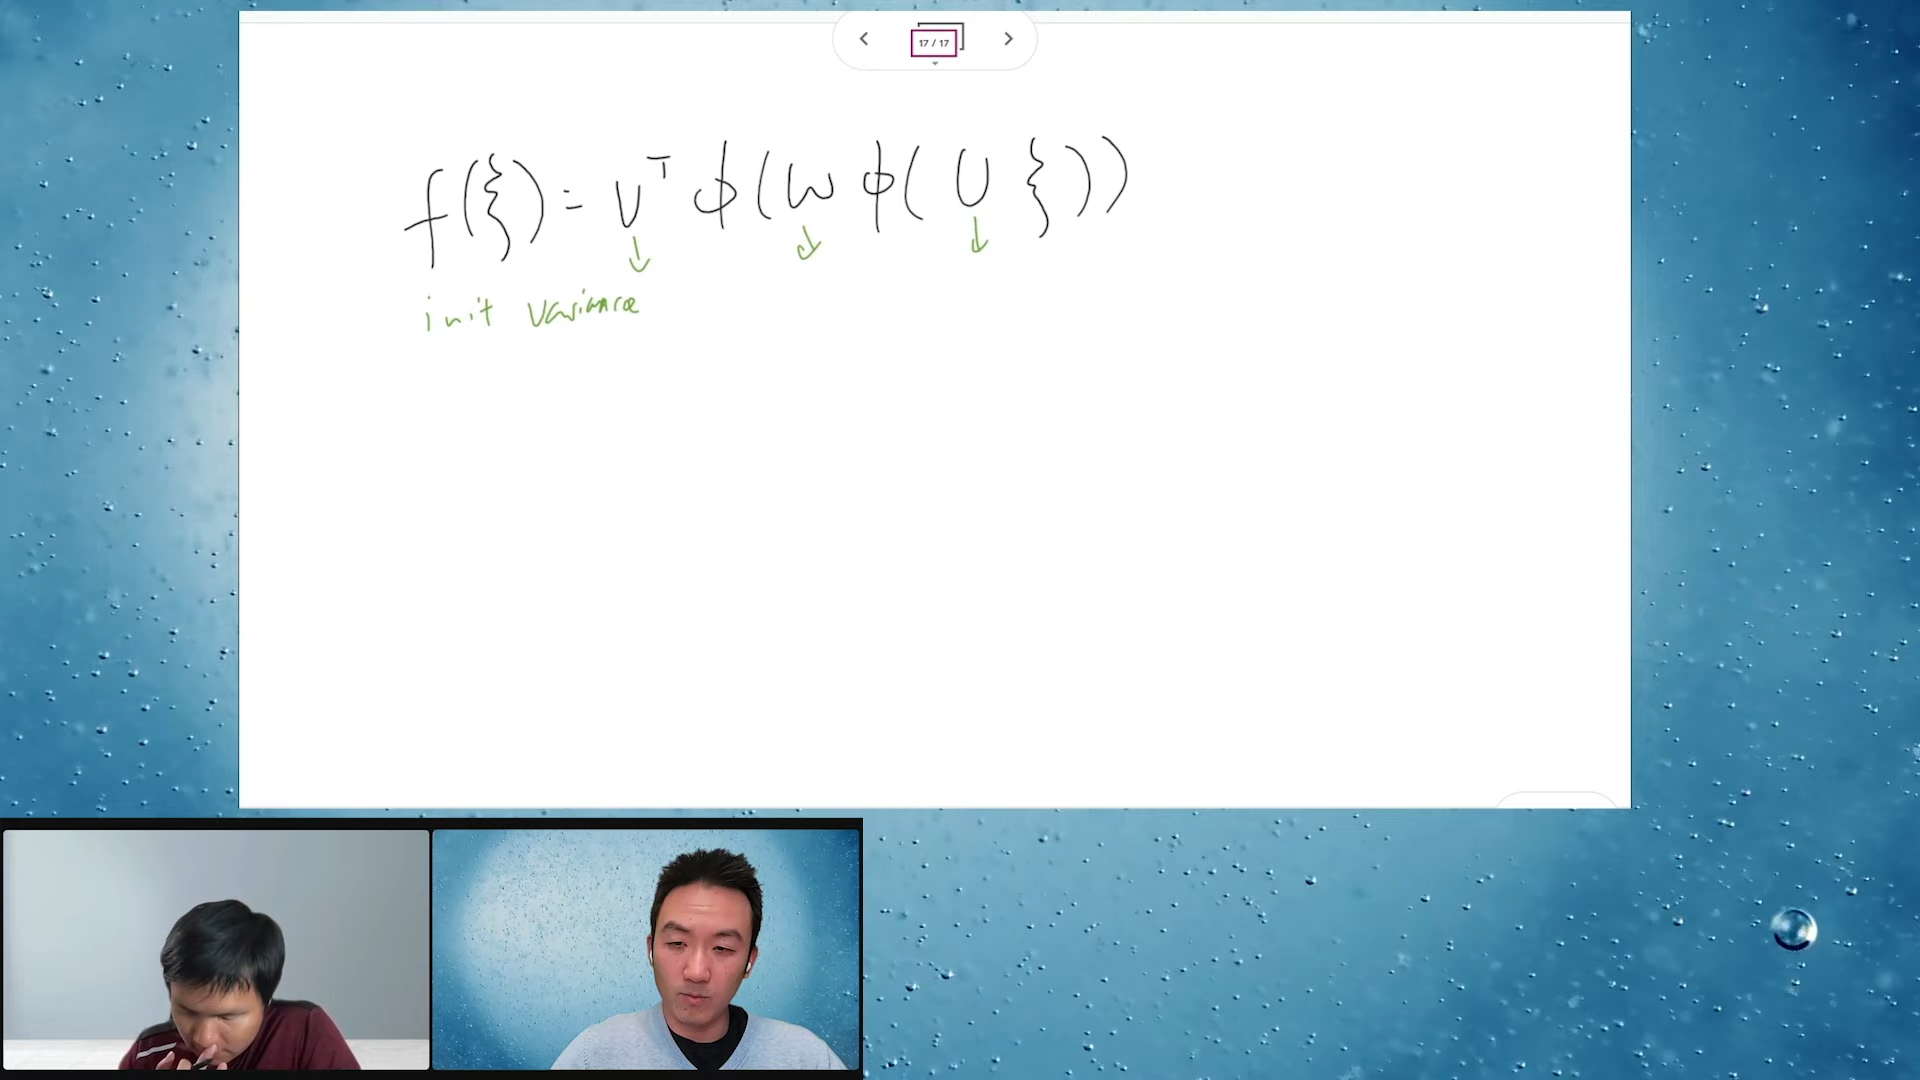 17 / 17
f(ξ) = v^T ϕ(W ϕ(U ξ))
init variance